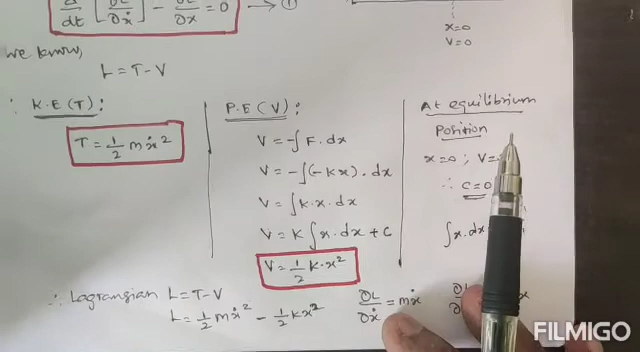 d/dt [∂L/∂ẋ] - ∂L/∂x = 0 → ①
x=0
V=0
we know,
L = T - V
∴ K.E (T) :
T = 1/2 mẋ²
P.E (V) :
V = -∫ F. dx
V = -∫(-kx) . dx
V = ∫ k. x. dx
V = k ∫ x. dx + c
V = 1/2 k. x²
At equilibrium
Position
x=0 ; V=
∴ c=0
∫x.dx
∴ Lagrangian L = T - V
L = 1/2 mẋ² - 1/2 kx²
∂L/∂ẋ = mẋ
FILMIGO